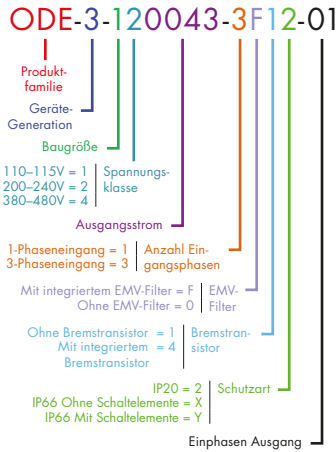 ODE-3-120043-3F12-01
Produkt-
familie
Geräte-
Generation
Baugröße
110–115V = 1
200–240V = 2
380–480V = 4
Spannungs-
klasse
Ausgangsstrom
1-Phaseneingang = 1
3-Phaseneingang = 3
Anzahl Ein-
gangsphasen
Mit integriertem EMV-Filter = F
Ohne EMV-Filter = 0
EMV-
Filter
Ohne Bremstransistor = 1
Mit integriertem = 4
Bremstransistor
Bremstran-
sistor
IP20 = 2
IP66 Ohne Schaltelemente = X
IP66 Mit Schaltelemente = Y
Schutzart
Einphasen Ausgang